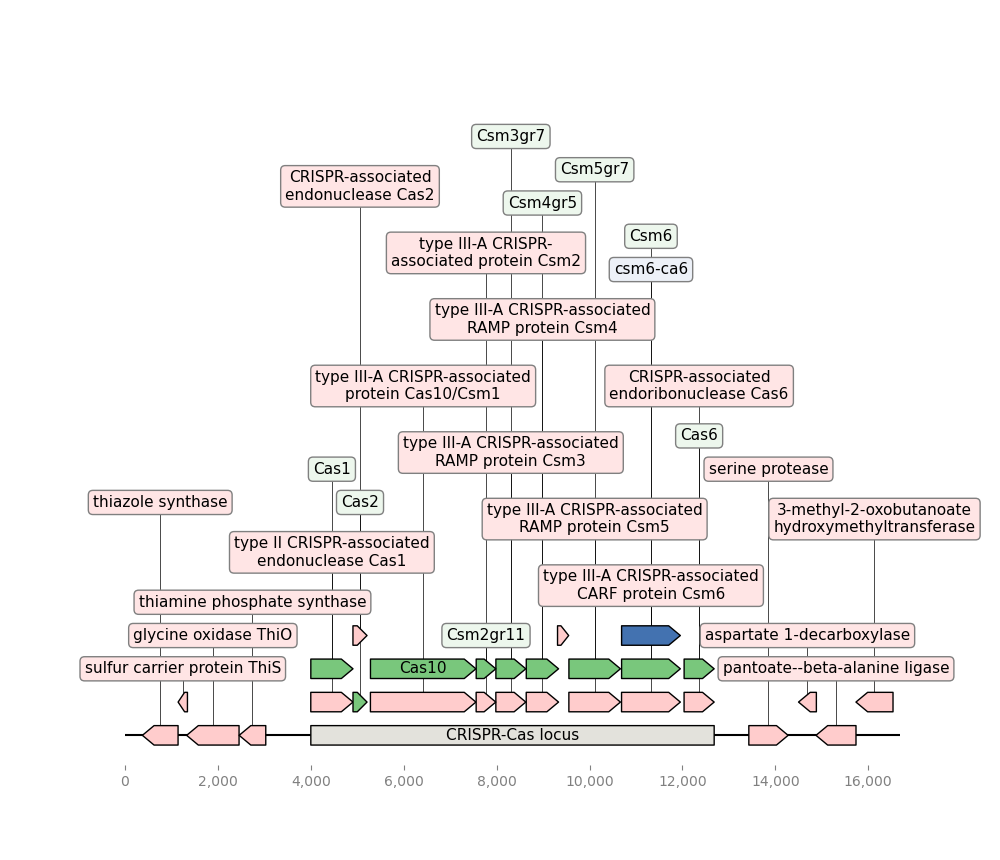 Csm3gr7
Csm5gr7
CRISPR-associated
endonuclease Cas2
Csm4gr5
Csm6
type III-A CRISPR-
associated protein Csm2
csm6-ca6
type III-A CRISPR-associated
RAMP protein Csm4
type III-A CRISPR-associated
protein Cas10/Csm1
CRISPR-associated
endoribonuclease Cas6
Cas6
type III-A CRISPR-associated
RAMP protein Csm3
Cas1
serine protease
thiazole synthase
Cas2
type III-A CRISPR-associated
RAMP protein Csm5
3-methyl-2-oxobutanoate
hydroxymethyltransferase
type II CRISPR-associated
endonuclease Cas1
type III-A CRISPR-associated
CARF protein Csm6
thiamine phosphate synthase
glycine oxidase ThiO
Csm2gr11
aspartate 1-decarboxylase
sulfur carrier protein ThiS
Cas10
pantoate--beta-alanine ligase
CRISPR-Cas locus
0
2,000
4,000
6,000
8,000
10,000
12,000
14,000
16,000